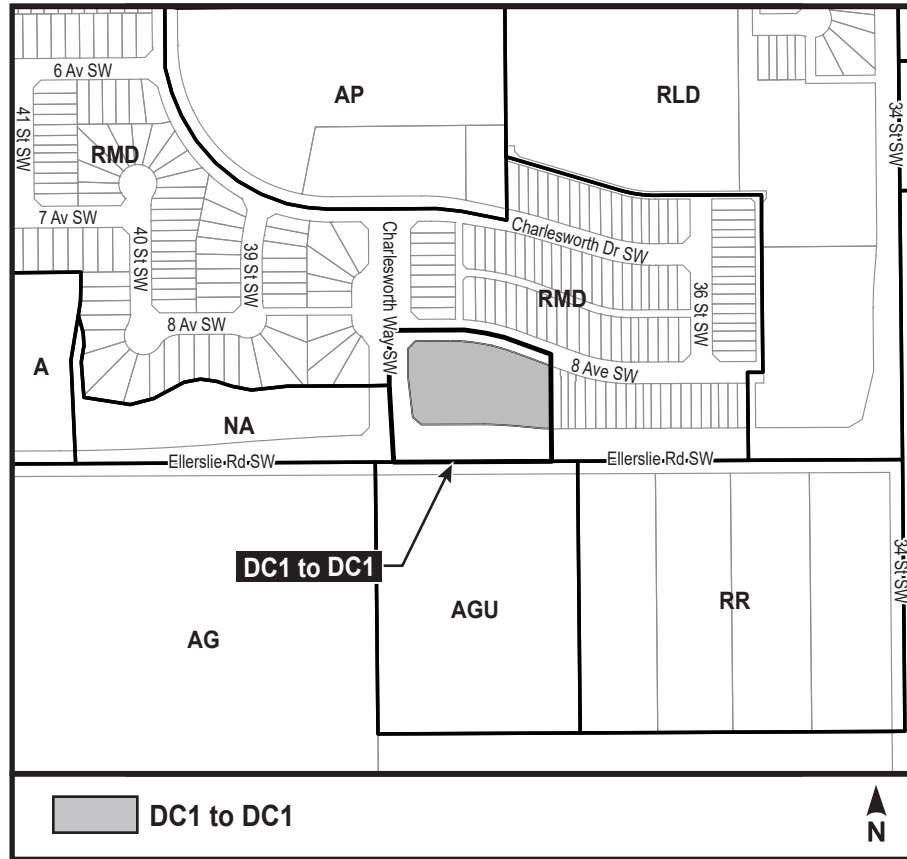 6 Av SW
AP
RLD
41 St SW
34 St SW
RMD
7 Av SW
40 St SW
39 St SW
Charlesworth Way SW
Charlesworth Dr SW
RMD
36 St SW
8 Av SW
8 Ave SW
A
NA
Ellerslie Rd SW
Ellerslie Rd SW
DC1 to DC1
34 St SW
AG
AGU
RR
DC1 to DC1
N